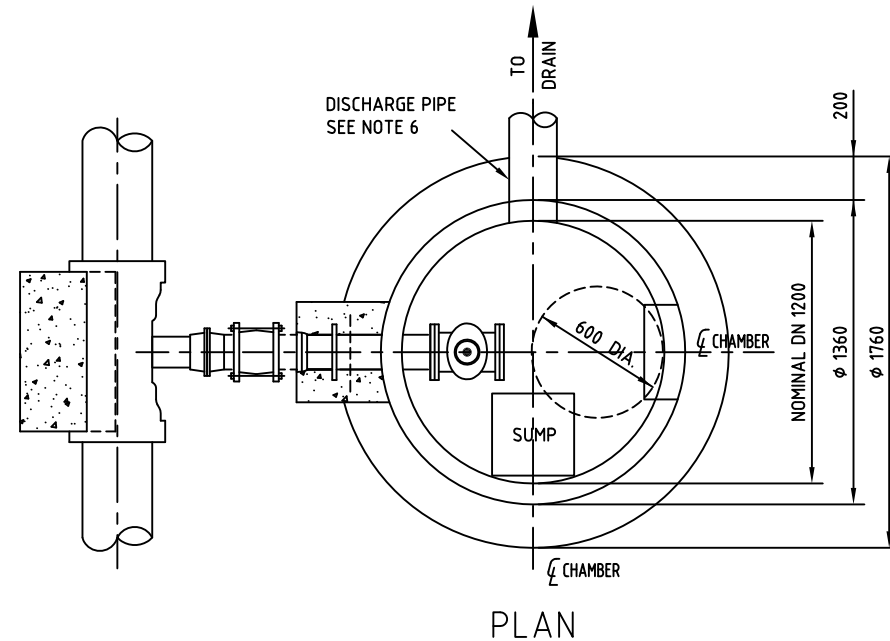 TO
DRAIN
DISCHARGE PIPE
SEE NOTE 6
200
600 DIA.
℄ CHAMBER
NOMINAL DN 1200
ϕ 1360
ϕ 1760
SUMP
℄ CHAMBER
PLAN